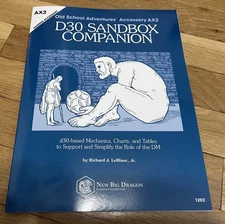 AX2
Old School Adventures™ Accessory AX2
D30 SANDBOX
COMPANION
d30-based Mechanics, Charts, and Tables
to Support and Simplify the Role of the DM
by Richard J. LeBlanc, Jr.
NEW BIG DRAGON
1202